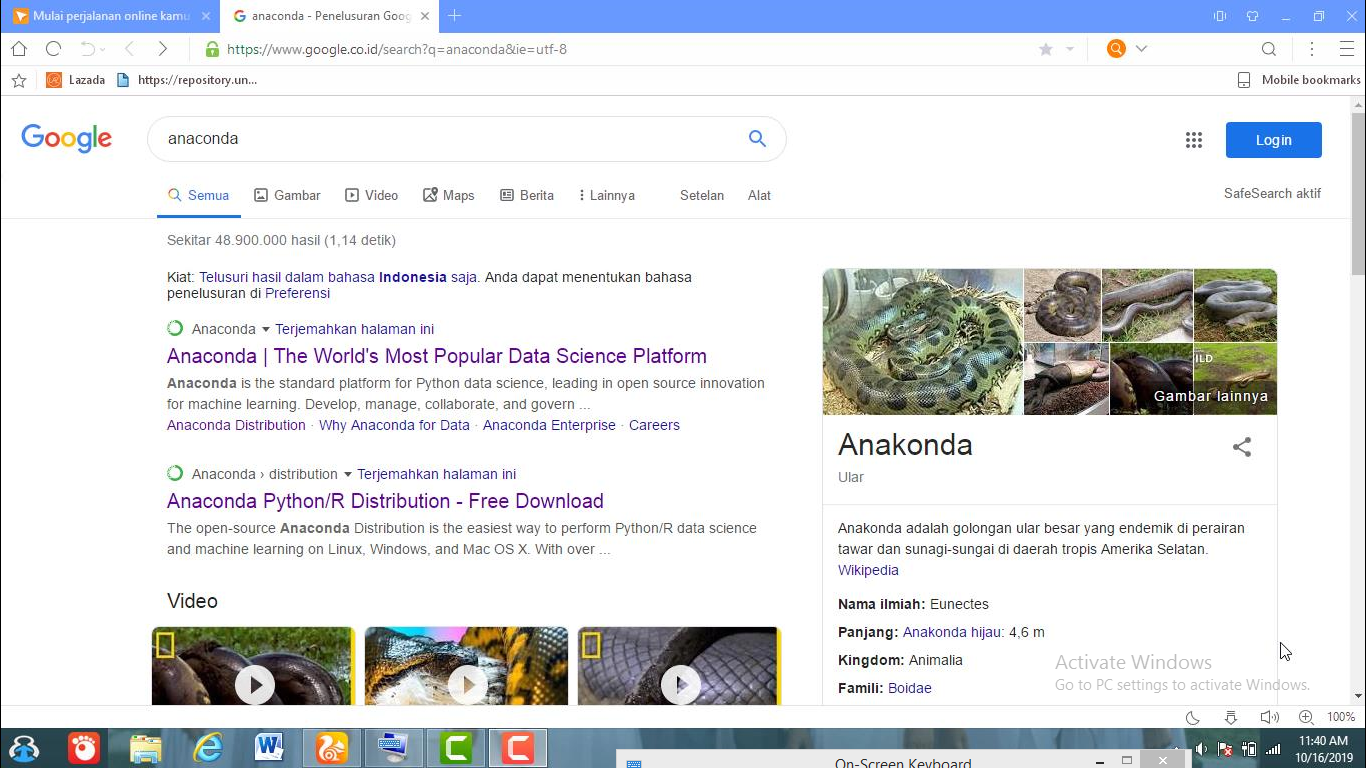 Mulai perjalanan online kamu
anaconda - Penelusuran Goog
https://www.google.co.id/search?q=anaconda&ie=utf-8
Lazada
https://repository.un...
Mobile bookmarks
Google
anaconda
Login
Semua
Gambar
Video
Maps
Berita
Lainnya
Setelan
Alat
SafeSearch aktif
Sekitar 48.900.000 hasil (1,14 detik)
Kiat: Telusuri hasil dalam bahasa Indonesia saja. Anda dapat menentukan bahasa
penelusuran di Preferensi
Anaconda Terjemahkan halaman ini
Anaconda | The World's Most Popular Data Science Platform
Anaconda is the standard platform for Python data science, leading in open source innovation
for machine learning. Develop, manage, collaborate, and govern ...
Anaconda Distribution · Why Anaconda for Data · Anaconda Enterprise · Careers
Anaconda › distribution Terjemahkan halaman ini
Anaconda Python/R Distribution - Free Download
The open-source Anaconda Distribution is the easiest way to perform Python/R data science
and machine learning on Linux, Windows, and Mac OS X. With over ...
Video
ILD
Gambar lainnya
Anakonda
Ular
Anakonda adalah golongan ular besar yang endemik di perairan
tawar dan sunagi-sungai di daerah tropis Amerika Selatan.
Wikipedia
Nama ilmiah: Eunectes
Panjang: Anakonda hijau: 4,6 m
Kingdom: Animalia
Famili: Boidae
Activate Windows
Go to PC settings to activate Windows.
100%
On-Screen Keyboard
11:40 AM
10/16/2019